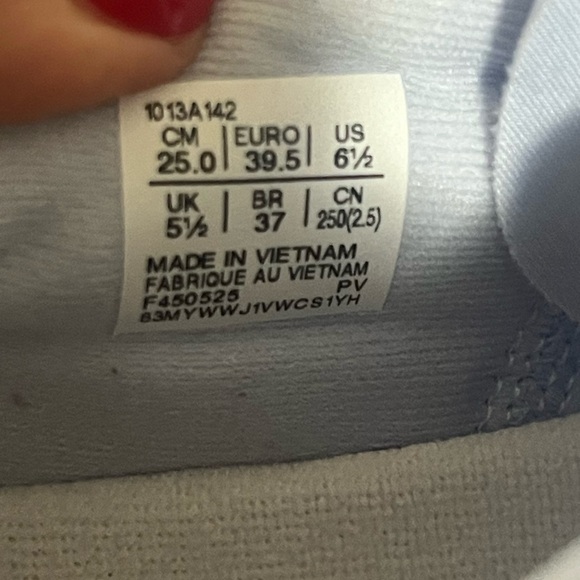 1013A142
CM | EURO | US
25.0 | 39.5 | 6½
UK | BR | CN
5½ | 37 | 250(2.5)
MADE IN VIETNAM
FABRIQUE AU VIETNAM
F450525 PV
83MYWWJ1VWCS1YH